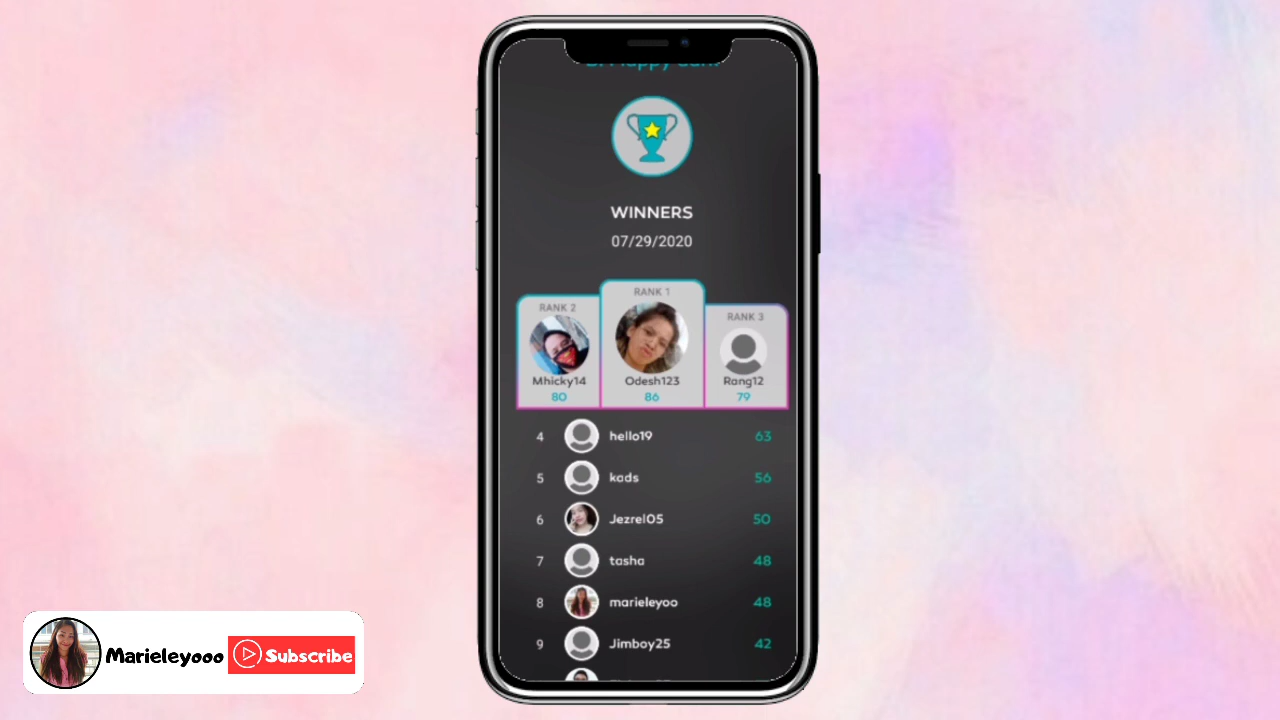 WINNERS
07/29/2020
RANK 1
RANK 2
RANK 3
Mhicky14
Odesh123
Rang12
80
86
79
4 hello19 63
5 kads 56
6 Jezrel05 50
7 tasha 48
8 marieleyoo 48
9 Jimboy25 42
Marieleyooo Subscribe